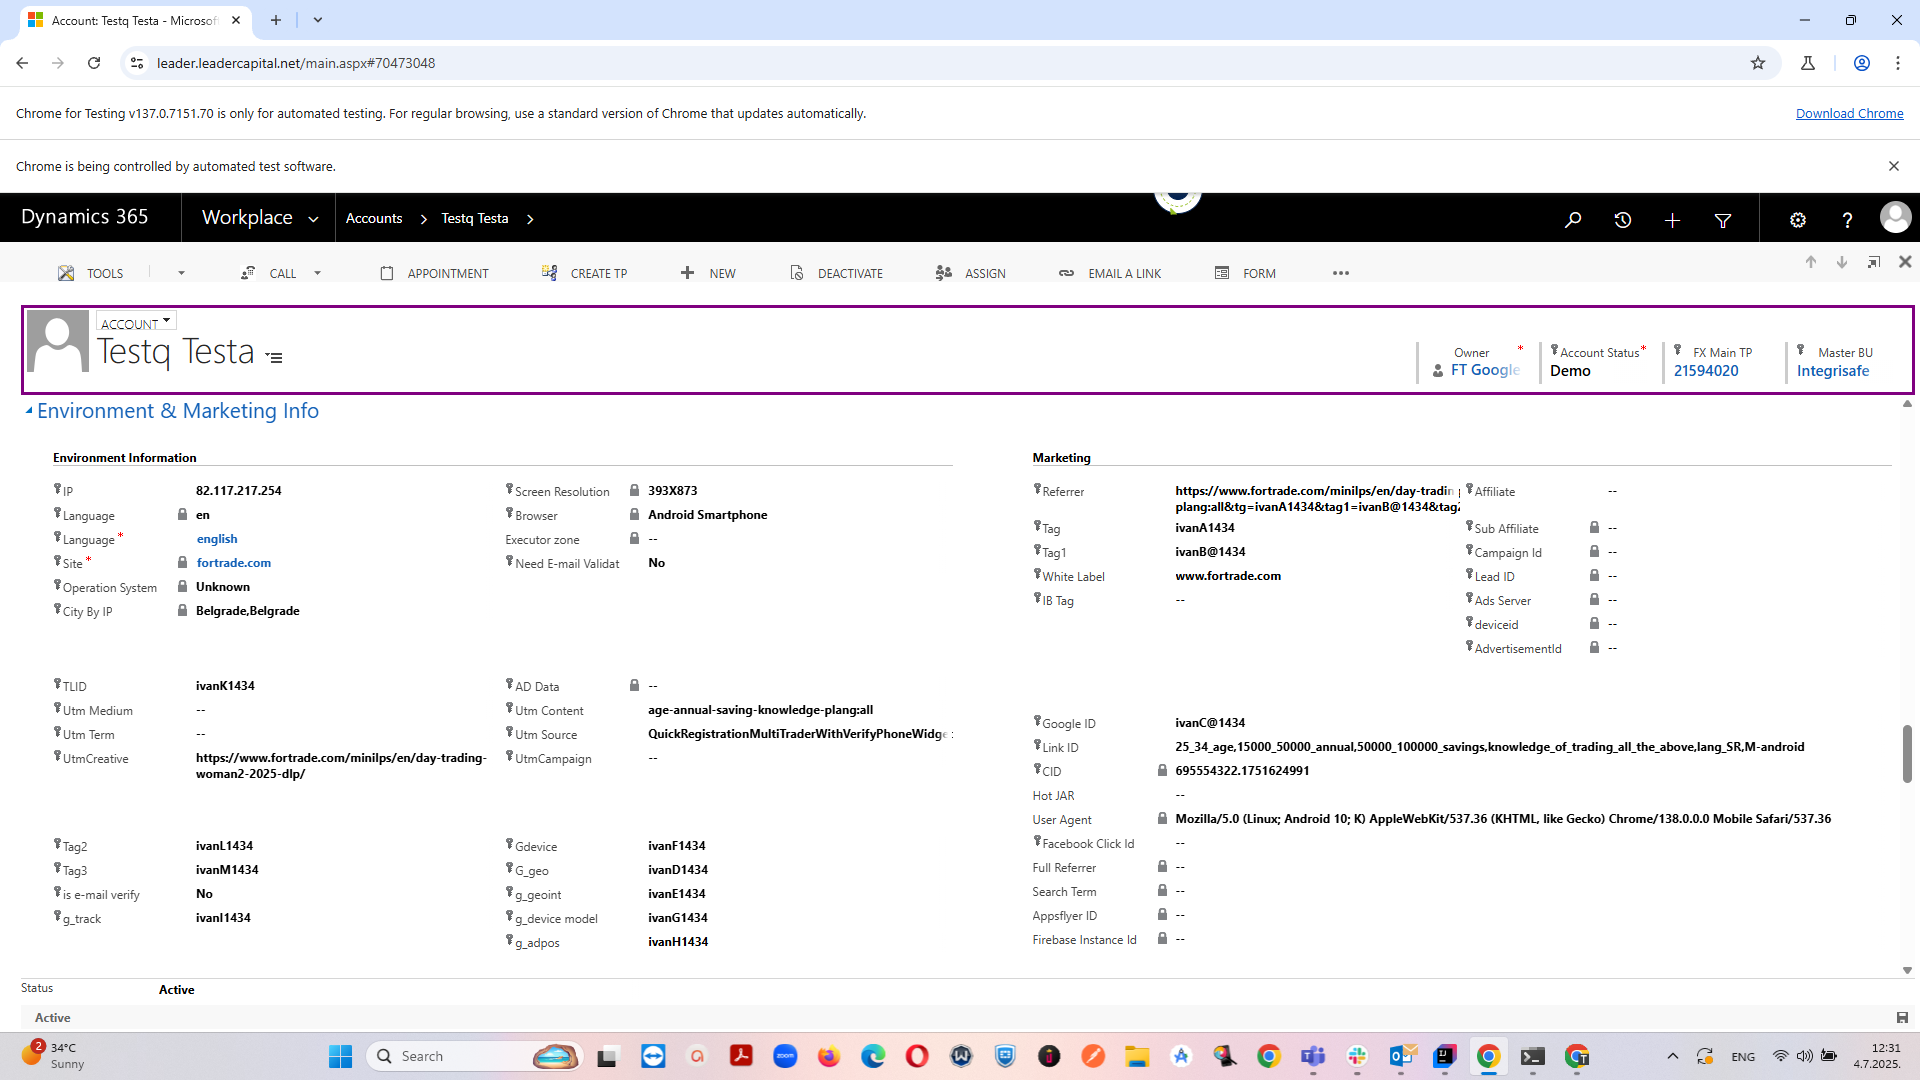 Account: Testq Testa - Microsof
leader.leadercapital.net/main.aspx#70473048
Chrome for Testing v137.0.7151.70 is only for automated testing. For regular browsing, use a standard version of Chrome that updates automatically.
Download Chrome
Chrome is being controlled by automated test software.
Dynamics 365
Workplace
Accounts
Testq Testa
TOOLS
CALL
APPOINTMENT
CREATE TP
NEW
DEACTIVATE
ASSIGN
EMAIL A LINK
FORM
ACCOUNT
Testq Testa
Owner *
FT Google
Account Status *
Demo
FX Main TP
21594020
Master BU
Integrisafe
Environment & Marketing Info
Environment Information
IP 82.117.217.254
Language en
Language * english
Site * fortrade.com
Operation System Unknown
City By IP Belgrade,Belgrade
Screen Resolution 393X873
Browser Android Smartphone
Executor zone --
Need E-mail Validat No
TLID ivanK1434
Utm Medium --
Utm Term --
UtmCreative https://www.fortrade.com/minilps/en/day-trading-
woman2-2025-dlp/
AD Data --
Utm Content age-annual-saving-knowledge-plang:all
Utm Source QuickRegistrationMultiTraderWithVerifyPhoneWidge
UtmCampaign --
Tag2 ivanL1434
Tag3 ivanM1434
is e-mail verify No
g_track ivanI1434
Gdevice ivanF1434
G_geo ivanD1434
g_geoint ivanE1434
g_device model ivanG1434
g_adpos ivanH1434
Marketing
Referrer https://www.fortrade.com/minilps/en/day-tradin
plang:all&tg=ivanA1434&tag1=ivanB@1434&tag2
Tag ivanA1434
Tag1 ivanB@1434
White Label www.fortrade.com
IB Tag --
Affiliate --
Sub Affiliate --
Campaign Id --
Lead ID --
Ads Server --
deviceid --
AdvertisementId --
Google ID ivanC@1434
Link ID 25_34_age,15000_50000_annual,50000_100000_savings,knowledge_of_trading_all_the_above,lang_SR,M-android
CID 695554322.1751624991
Hot JAR --
User Agent Mozilla/5.0 (Linux; Android 10; K) AppleWebKit/537.36 (KHTML, like Gecko) Chrome/138.0.0.0 Mobile Safari/537.36
Facebook Click Id --
Full Referrer --
Search Term --
Appsflyer ID --
Firebase Instance Id --
Status Active
Active
2
34°C
Sunny
Search
zoom
ENG
12:31
4.7.2025.